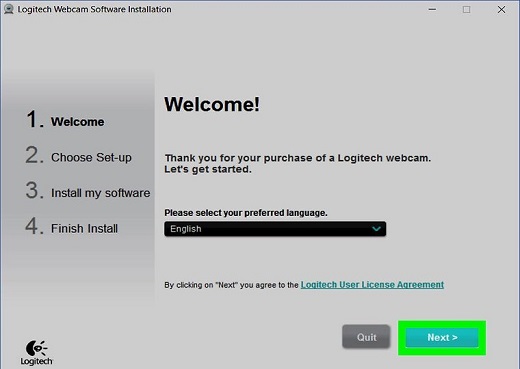 Logitech Webcam Software Installation
1. Welcome
2. Choose Set-up
3. Install my software
4. Finish Install
Welcome!
Thank you for your purchase of a Logitech webcam.
Let's get started.
Please select your preferred language.
English
By clicking on "Next" you agree to the Logitech User License Agreement
Quit
Next >
Logitech